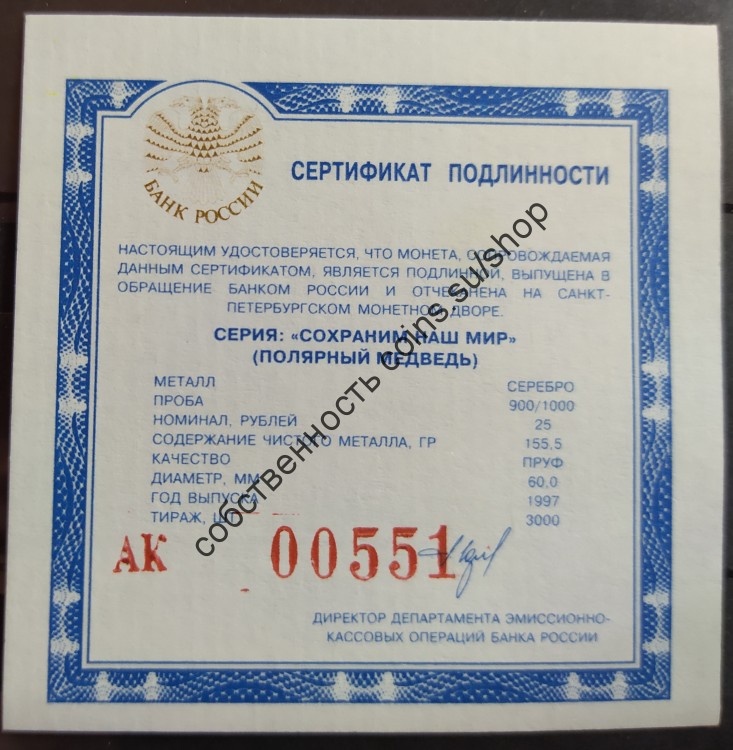 БАНК РОССИИ
СЕРТИФИКАТ ПОДЛИННОСТИ
НАСТОЯЩИМ УДОСТОВЕРЯЕТСЯ, ЧТО МОНЕТА, СОПРОВОЖДАЕМАЯ
ДАННЫМ СЕРТИФИКАТОМ, ЯВЛЯЕТСЯ ПОДЛИННОЙ, ВЫПУЩЕНА В
ОБРАЩЕНИЕ БАНКОМ РОССИИ И ОТЧЕКАНЕНА НА САНКТ-
ПЕТЕРБУРГСКОМ МОНЕТНОМ ДВОРЕ.
СЕРИЯ: «СОХРАНИМ НАШ МИР»
(ПОЛЯРНЫЙ МЕДВЕДЬ)
МЕТАЛЛ СЕРЕБРО
ПРОБА 900/1000
НОМИНАЛ, РУБЛЕЙ 25
СОДЕРЖАНИЕ ЧИСТОГО МЕТАЛЛА, ГР 155,5
КАЧЕСТВО ПРУФ
ДИАМЕТР, ММ 60,0
ГОД ВЫПУСКА 1997
ТИРАЖ, ШТ 3000
АК 00551
ДИРЕКТОР ДЕПАРТАМЕНТА ЭМИССИОННО-
КАССОВЫХ ОПЕРАЦИЙ БАНКА РОССИИ
собственность coins.su/shop